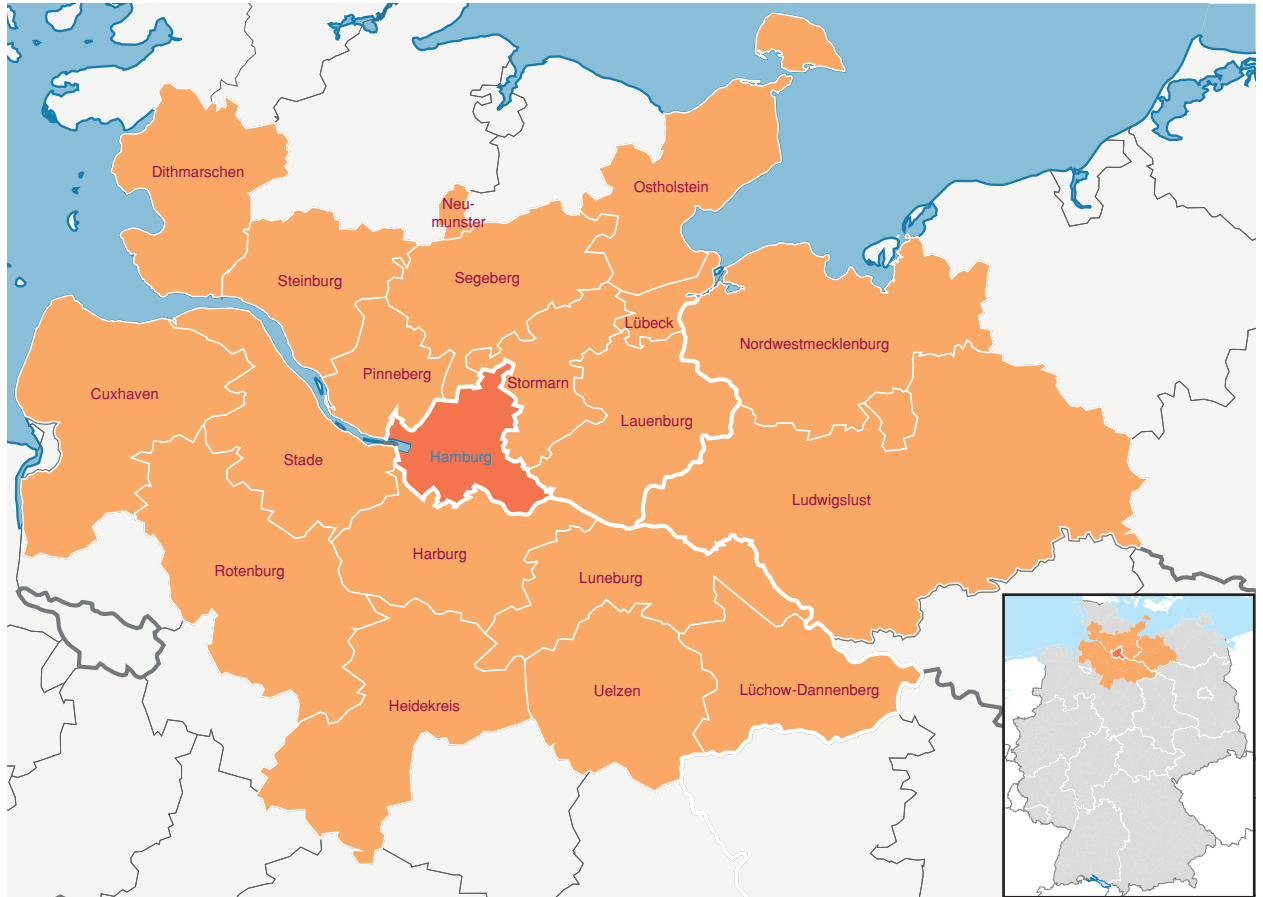 Dithmarschen
Ostholstein
Neu-
munster
Steinburg
Segeberg
Lübeck
Nordwestmecklenburg
Pinneberg
Stormarn
Cuxhaven
Lauenburg
Stade
Hamburg
Ludwigslust
Harburg
Rotenburg
Luneburg
Uelzen
Lüchow-Dannenberg
Heidekreis